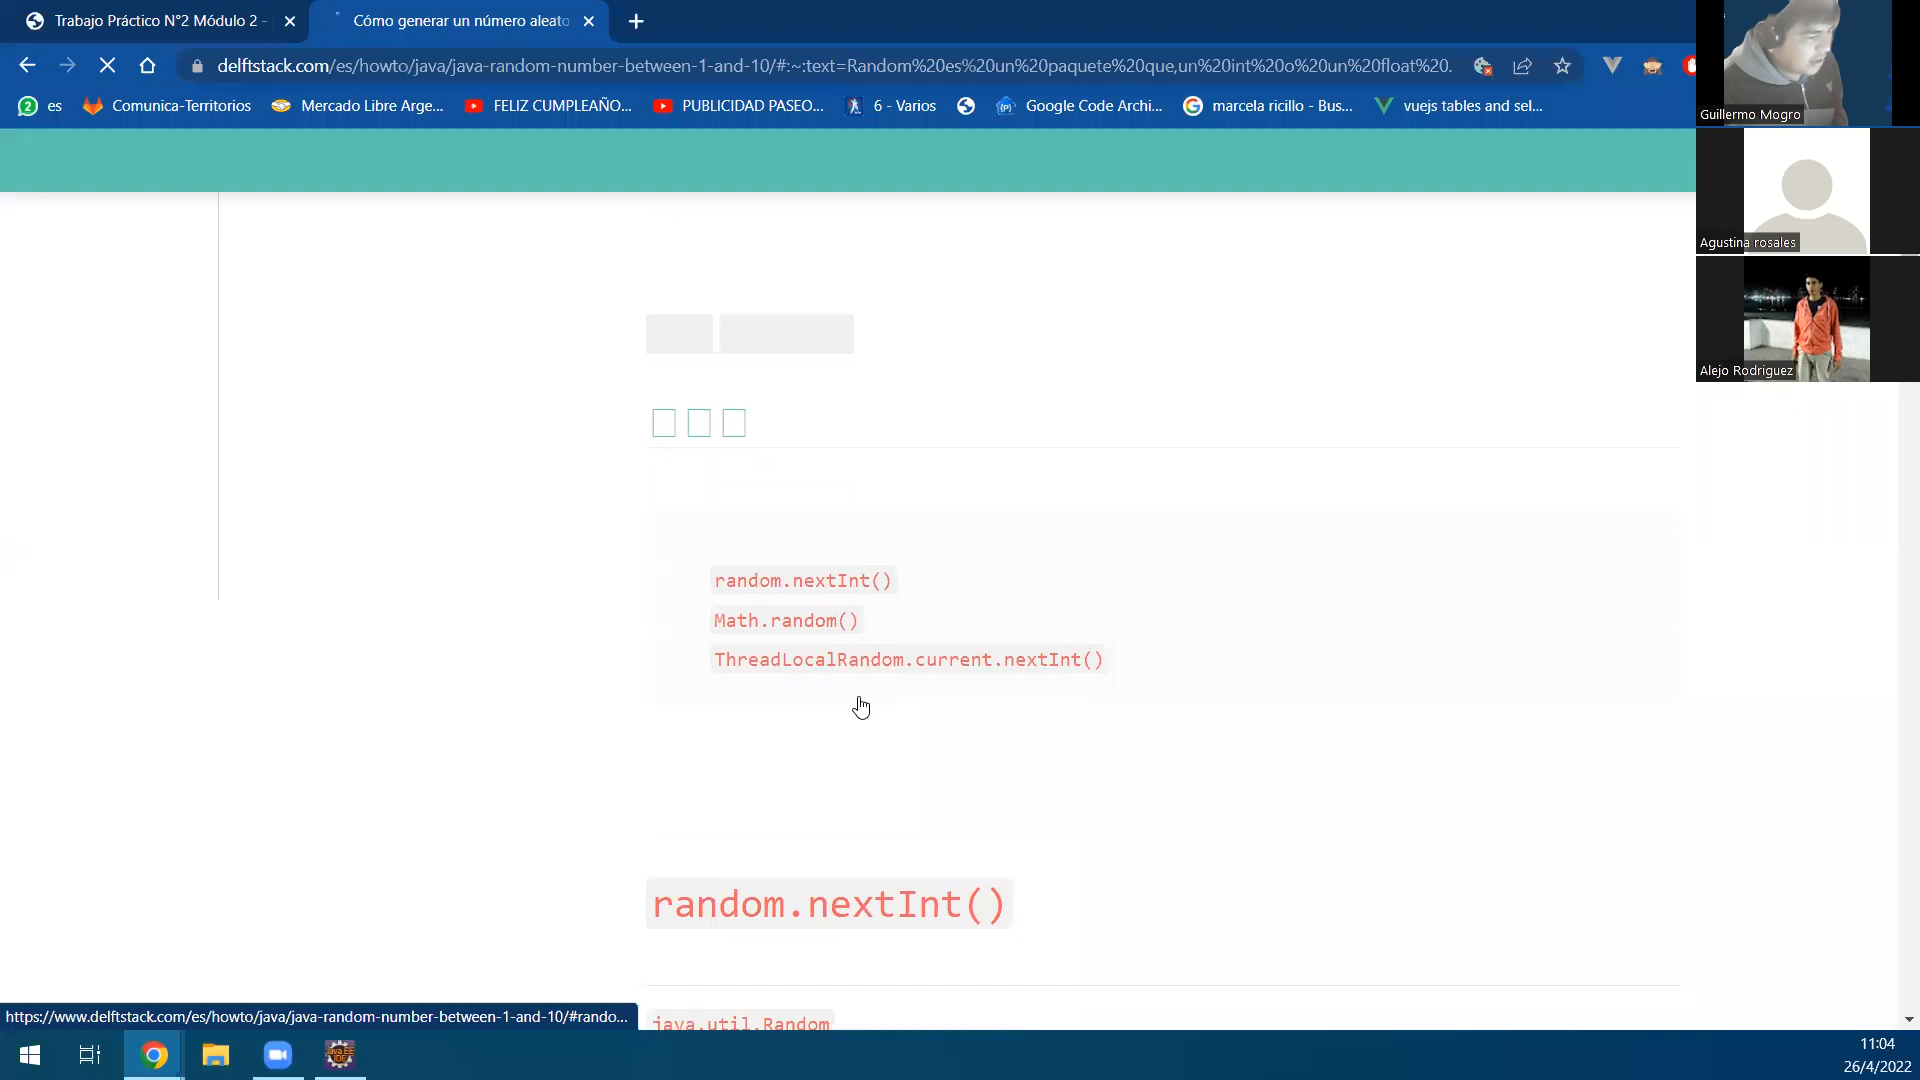 Trabajo Práctico N°2 Módulo 2 -
Cómo generar un número aleato
delftstack.com/es/howto/java/java-random-number-between-1-and-10/#:~:text=Random%20es%20un%20paquete%20que,un%20int%20o%20un%20float%20.
2 es
Comunica-Territorios
Mercado Libre Arge...
FELIZ CUMPLEAÑO...
PUBLICIDAD PASEO...
6 - Varios
Google Code Archi...
marcela ricillo - Bus...
vuejs tables and sel...
Guillermo Mogro
Agustina rosales
Alejo Rodriguez
random.nextInt()
Math.random()
ThreadLocalRandom.current.nextInt()
random.nextInt()
java.util.Random
https://www.delftstack.com/es/howto/java/java-random-number-between-1-and-10/#rando...
Java EE
IDE
11:04
26/4/2022